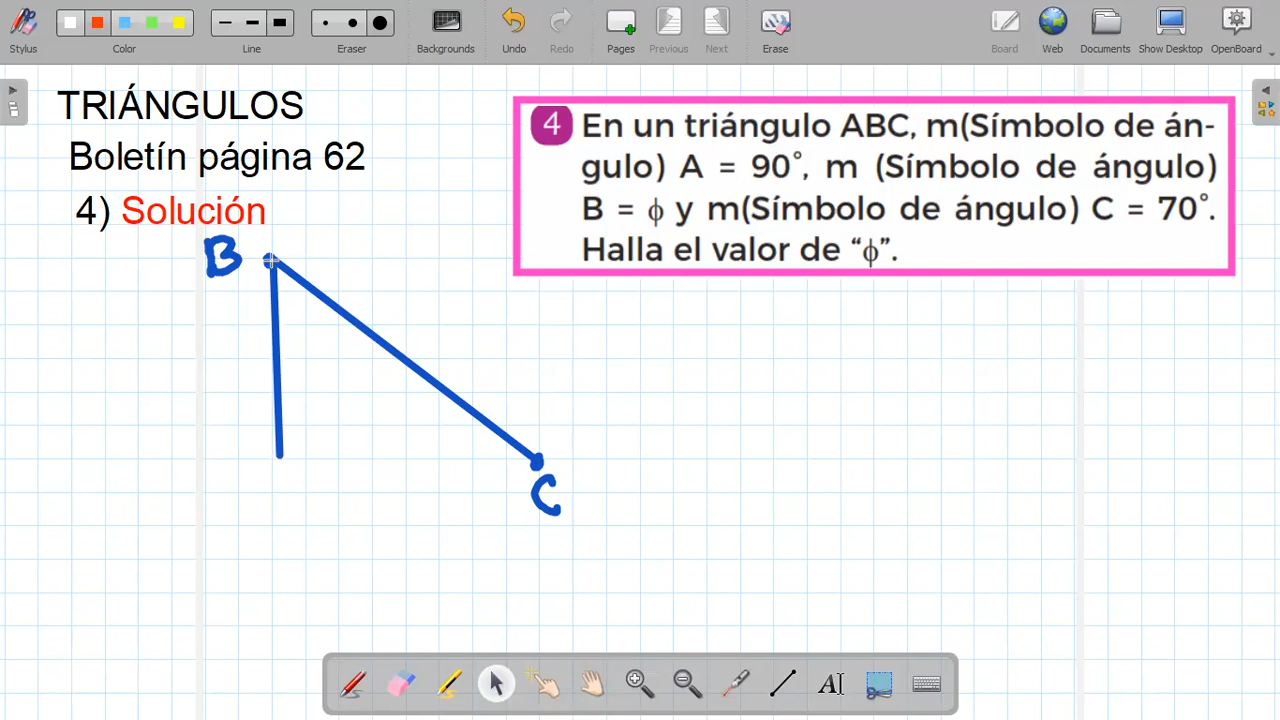 Stylus Color Line Eraser Backgrounds Undo Redo Pages Previous Next Erase Board Web Documents Show Desktop OpenBoard
TRIÁNGULOS
Boletín página 62
4) Solución
4 En un triángulo ABC, m(Símbolo de án-
gulo) A = 90°, m (Símbolo de ángulo)
B = ϕ y m(Símbolo de ángulo) C = 70°.
Halla el valor de “ϕ”.
B
C